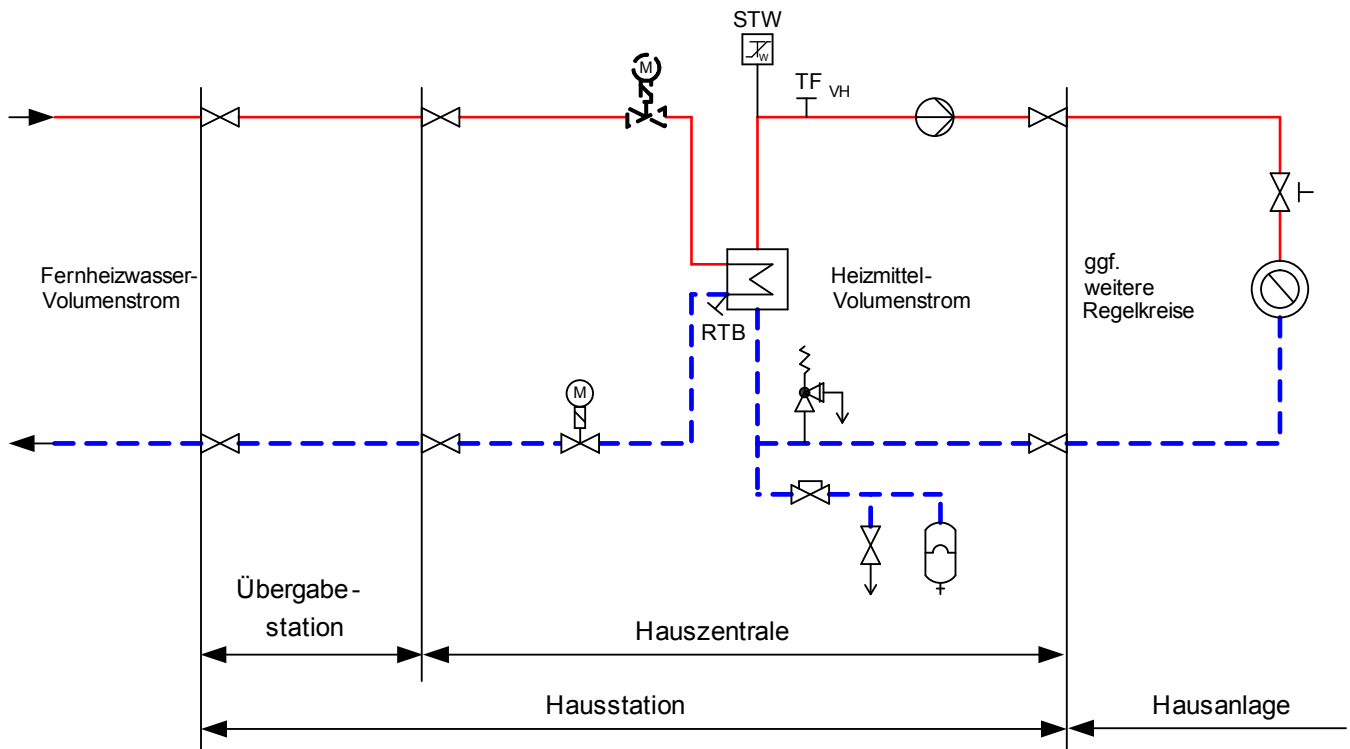 STW
W
M
TF VH
Fernheizwasser-
Volumenstrom
Heizmittel-
Volumenstrom
ggf.
weitere
Regelkreise
RTB
M
Übergabe-
station
Hauszentrale
Hausstation
Hausanlage